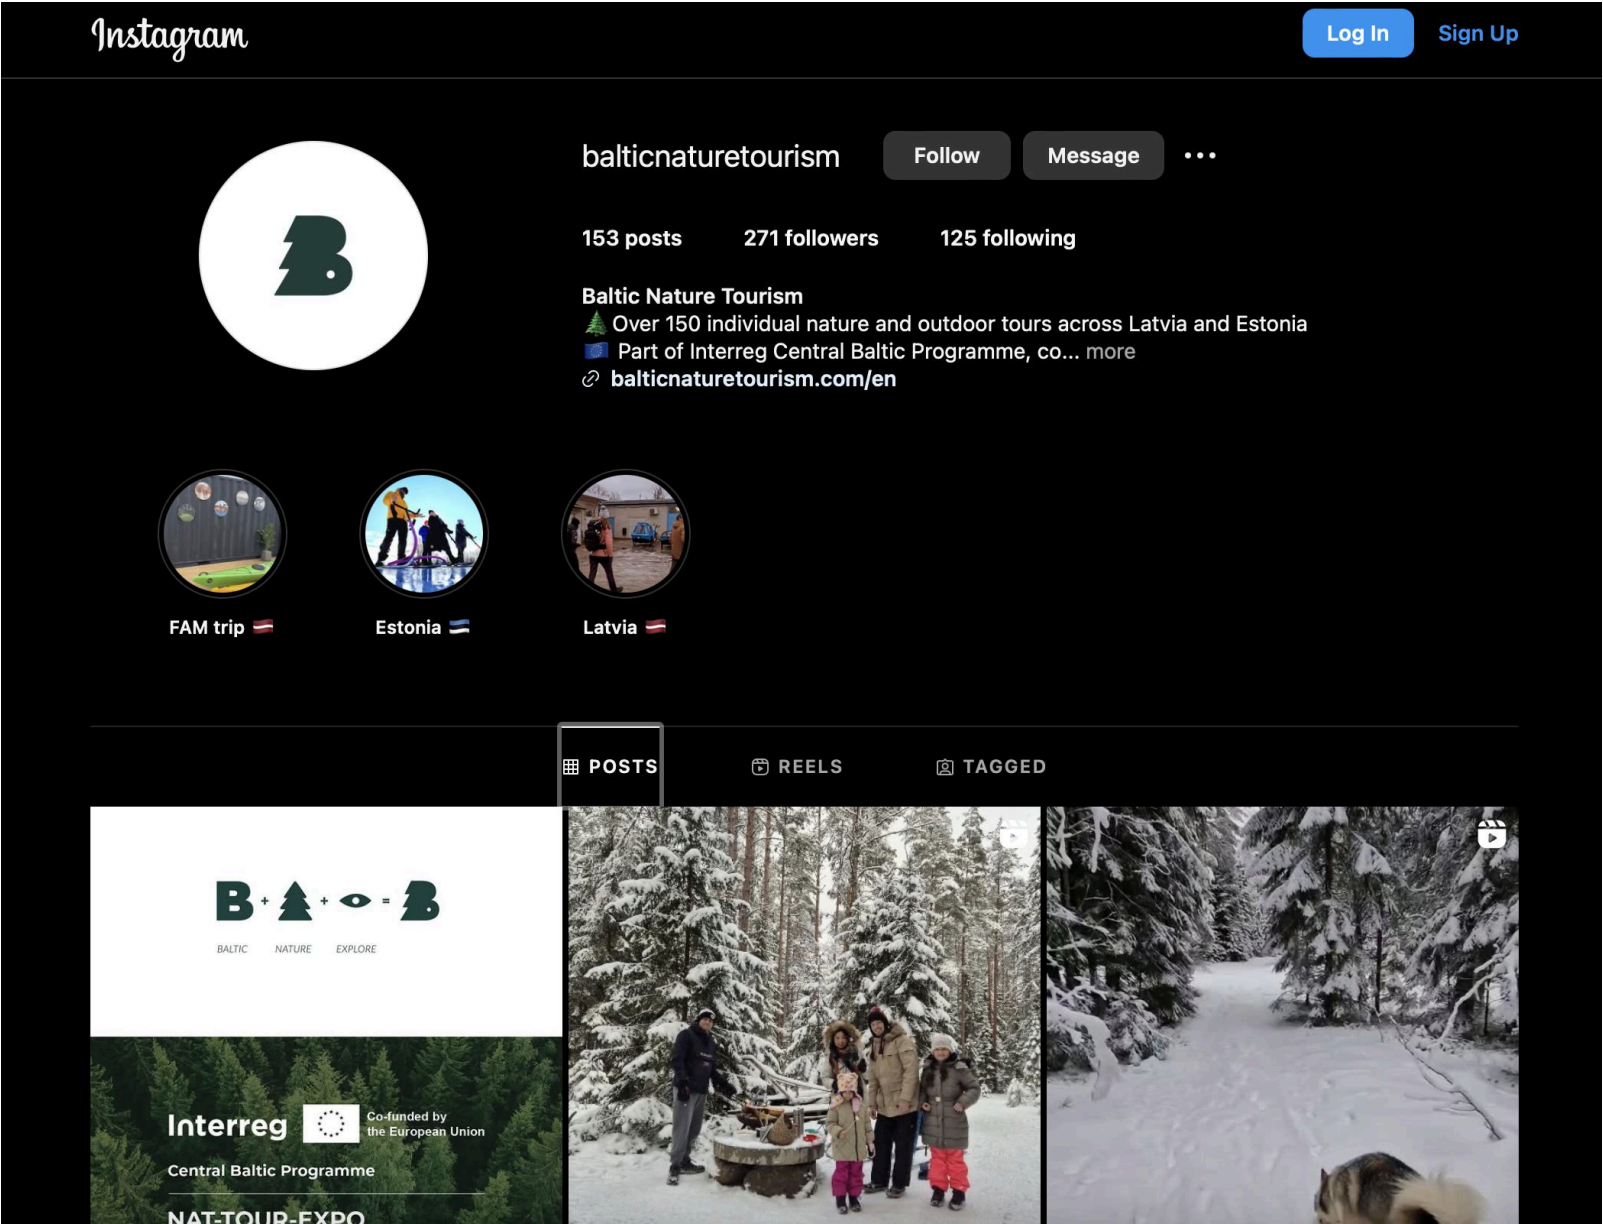 Instagram
Log In Sign Up
balticnaturetourism Follow Message
153 posts 271 followers 125 following
Baltic Nature Tourism
🌲Over 150 individual nature and outdoor tours across Latvia and Estonia
🇪🇺 Part of Interreg Central Baltic Programme, co... more
balticnaturetourism.com/en
FAM trip 🇱🇻 Estonia 🇪🇪 Latvia 🇱🇻
POSTS REELS TAGGED
B + + = B
BALTIC NATURE EXPLORE
Interreg Co-funded by
the European Union
Central Baltic Programme
NAT-TOUR-EXPO